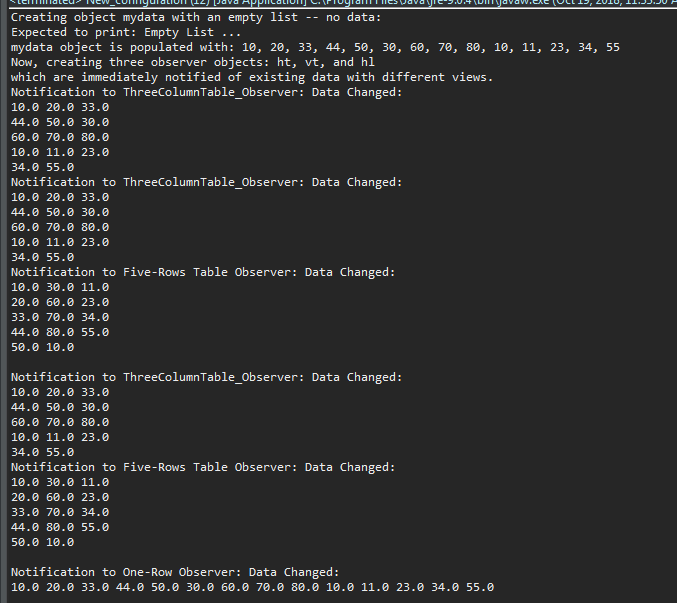 <terminated> New_configuration (12) [Java Application] C:\Program Files\Java\jre-9.0.4\bin\javaw.exe (Oct 19, 2018, 11:53:50 A
Creating object mydata with an empty list -- no data:
Expected to print: Empty List ...
mydata object is populated with: 10, 20, 33, 44, 50, 30, 60, 70, 80, 10, 11, 23, 34, 55
Now, creating three observer objects: ht, vt, and hl
which are immediately notified of existing data with different views.
Notification to ThreeColumnTable_Observer: Data Changed:
10.0 20.0 33.0
44.0 50.0 30.0
60.0 70.0 80.0
10.0 11.0 23.0
34.0 55.0
Notification to ThreeColumnTable_Observer: Data Changed:
10.0 20.0 33.0
44.0 50.0 30.0
60.0 70.0 80.0
10.0 11.0 23.0
34.0 55.0
Notification to Five-Rows Table Observer: Data Changed:
10.0 30.0 11.0
20.0 60.0 23.0
33.0 70.0 34.0
44.0 80.0 55.0
50.0 10.0
Notification to ThreeColumnTable_Observer: Data Changed:
10.0 20.0 33.0
44.0 50.0 30.0
60.0 70.0 80.0
10.0 11.0 23.0
34.0 55.0
Notification to Five-Rows Table Observer: Data Changed:
10.0 30.0 11.0
20.0 60.0 23.0
33.0 70.0 34.0
44.0 80.0 55.0
50.0 10.0
Notification to One-Row Observer: Data Changed:
10.0 20.0 33.0 44.0 50.0 30.0 60.0 70.0 80.0 10.0 11.0 23.0 34.0 55.0